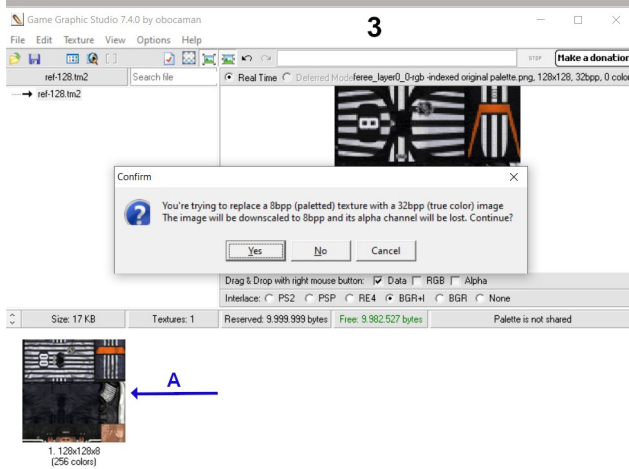 Game Graphic Studio 7.4.0 by obocaman
3
File Edit Texture View Options Help
STOP
Make a donation
ref-128.tm2
Search file
Real Time Deferred Mode
feree_layer0_0-rgb -indexed original palette.png, 128x128, 32bpp, 0 color
ref-128.tm2
Confirm
You're trying to replace a 8bpp (paletted) texture with a 32bpp (true color) image
The image will be downscaled to 8bpp and its alpha channel will be lost. Continue?
Yes No Cancel
Drag & Drop with right mouse button: Data RGB Alpha
Interlace: PS2 PSP RE4 BGR+I BGR None
Size: 17 KB Textures: 1 Reserved: 9.999.999 bytes Free: 9.982.527 bytes Palette is not shared
A
1. 128x128x8
(256 colors)